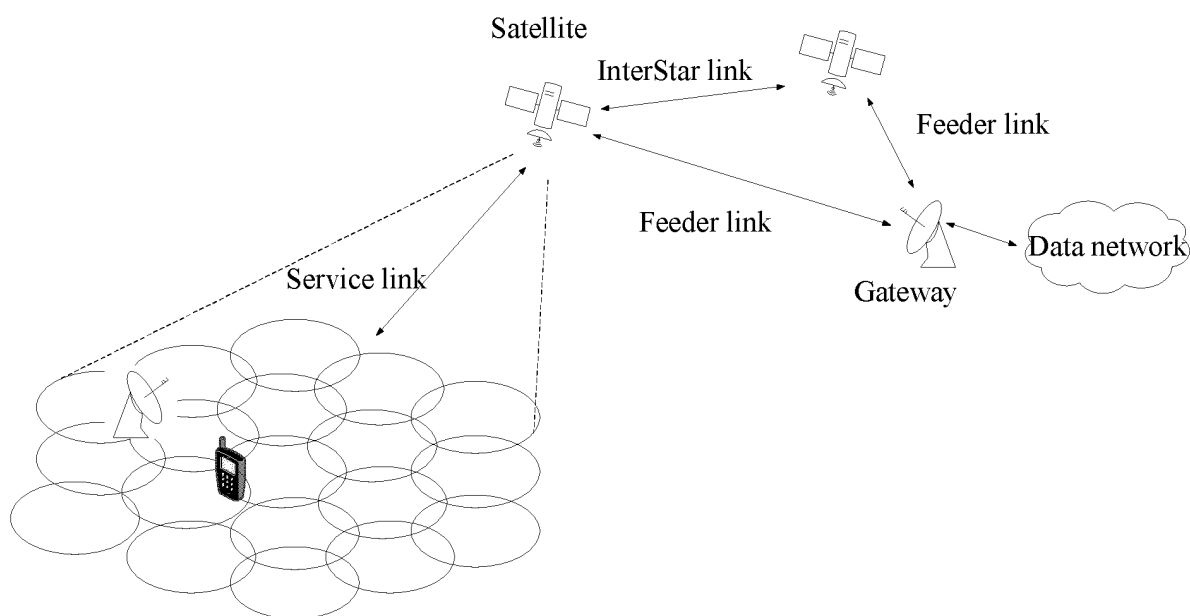 Satellite
InterStar link
Feeder link
Feeder link
Data network
Service link
Gateway